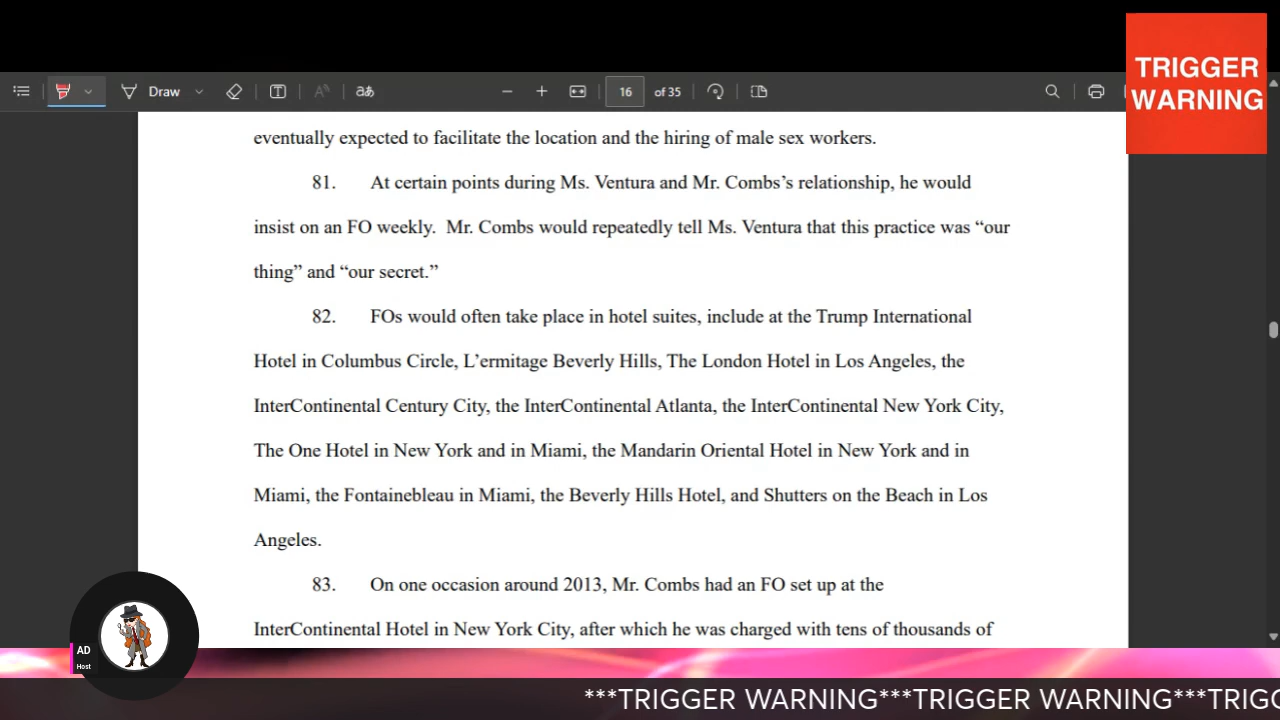 TRIGGER
WARNING
Draw
aあ
16 of 35
eventually expected to facilitate the location and the hiring of male sex workers.
81. At certain points during Ms. Ventura and Mr. Combs’s relationship, he would
insist on an FO weekly. Mr. Combs would repeatedly tell Ms. Ventura that this practice was “our
thing” and “our secret.”
82. FOs would often take place in hotel suites, include at the Trump International
Hotel in Columbus Circle, L’ermitage Beverly Hills, The London Hotel in Los Angeles, the
InterContinental Century City, the InterContinental Atlanta, the InterContinental New York City,
The One Hotel in New York and in Miami, the Mandarin Oriental Hotel in New York and in
Miami, the Fontainebleau in Miami, the Beverly Hills Hotel, and Shutters on the Beach in Los
Angeles.
83. On one occasion around 2013, Mr. Combs had an FO set up at the
InterContinental Hotel in New York City, after which he was charged with tens of thousands of
AD
Host
***TRIGGER WARNING***TRIGGER WARNING***TRIG